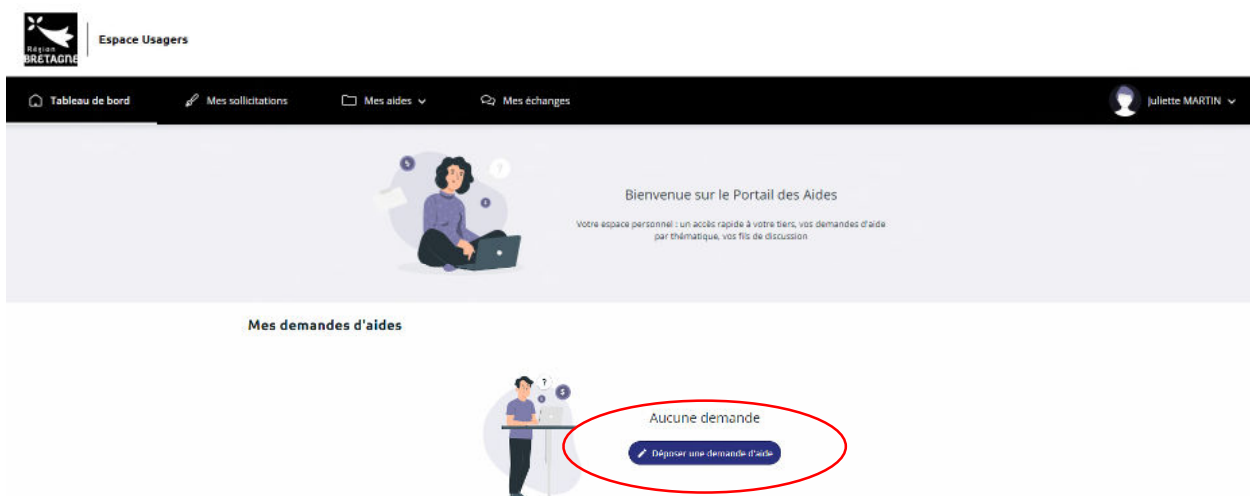 Région
BRETAGNE
Espace Usagers
Tableau de bord
Mes sollicitations
Mes aides
Mes échanges
Juliette MARTIN
Bienvenue sur le Portail des Aides
Votre espace personnel : un accès rapide à votre tiers, vos demandes d'aide
par thématique, vos fils de discussion
Mes demandes d'aides
Aucune demande
Déposer une demande d'aide